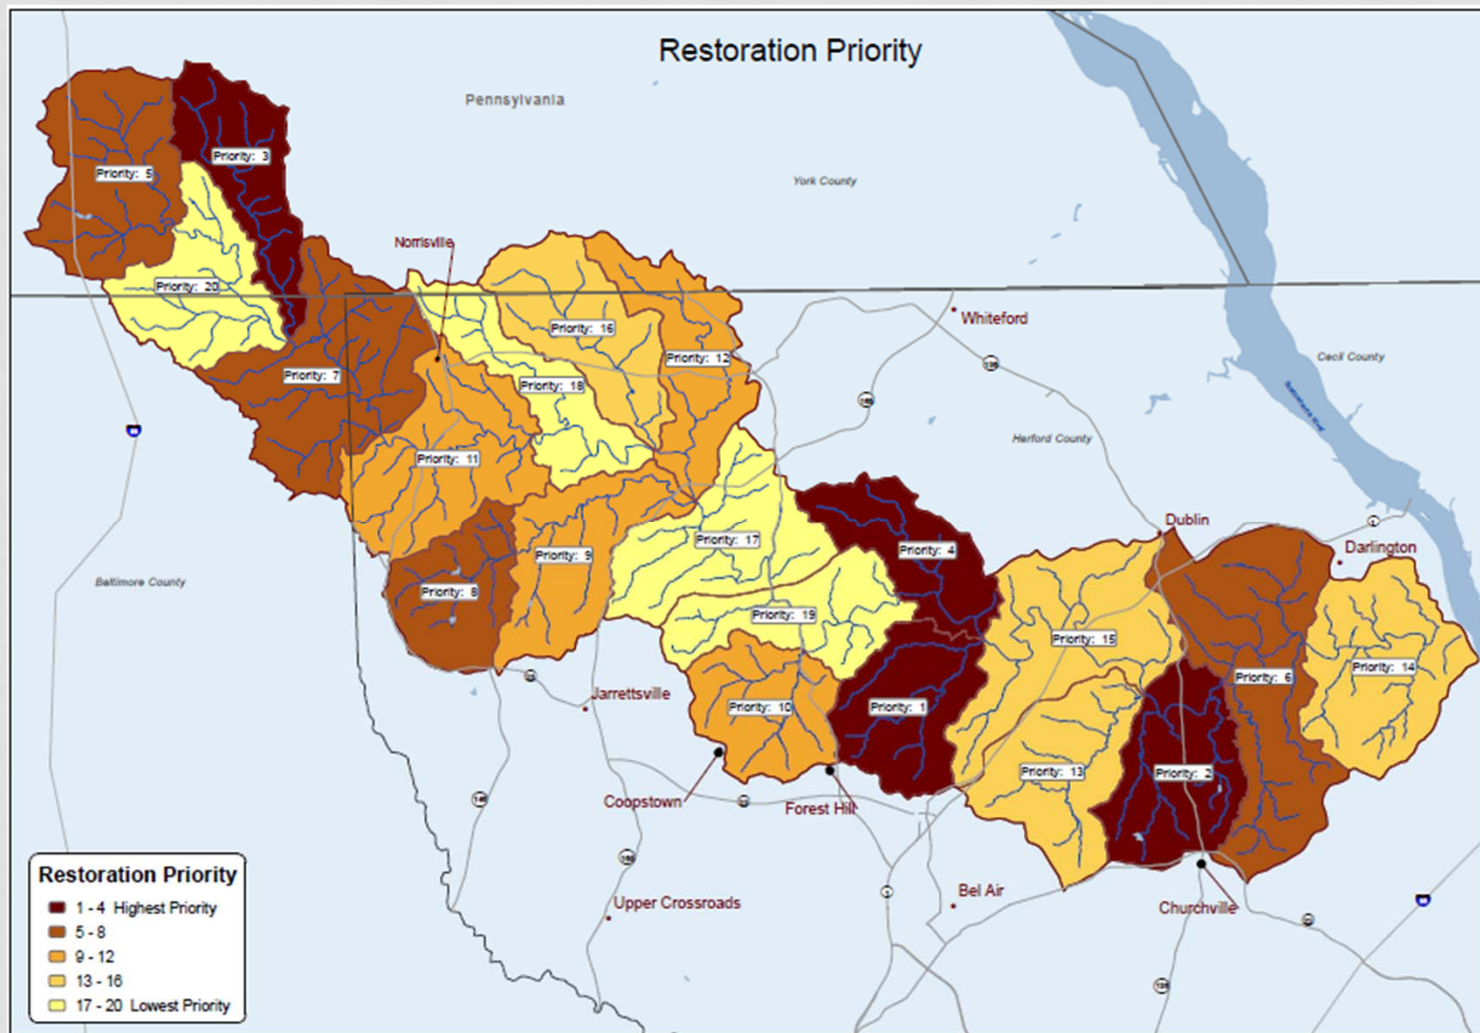 Restoration Priority
Pennsylvania
Priority: 3
Priority: 5
York County
Norrisville
Priority: 20
Whiteford
Priority: 16
Priority: 12
Cecil County
Priority: 7
Priority: 18
Harford County
Priority: 11
Dublin
Priority: 17
Priority: 4
Darlington
Priority: 9
Baltimore County
Priority: 8
Priority: 19
Priority: 15
Priority: 14
Priority: 6
Jarrettsville
Priority: 10
Priority: 1
Priority: 13
Priority: 2
Coopstown
Forest Hill
Bel Air
Upper Crossroads
Churchville
1
1
Restoration Priority
1 - 4 Highest Priority
5 - 8
9 - 12
13 - 16
17 - 20 Lowest Priority